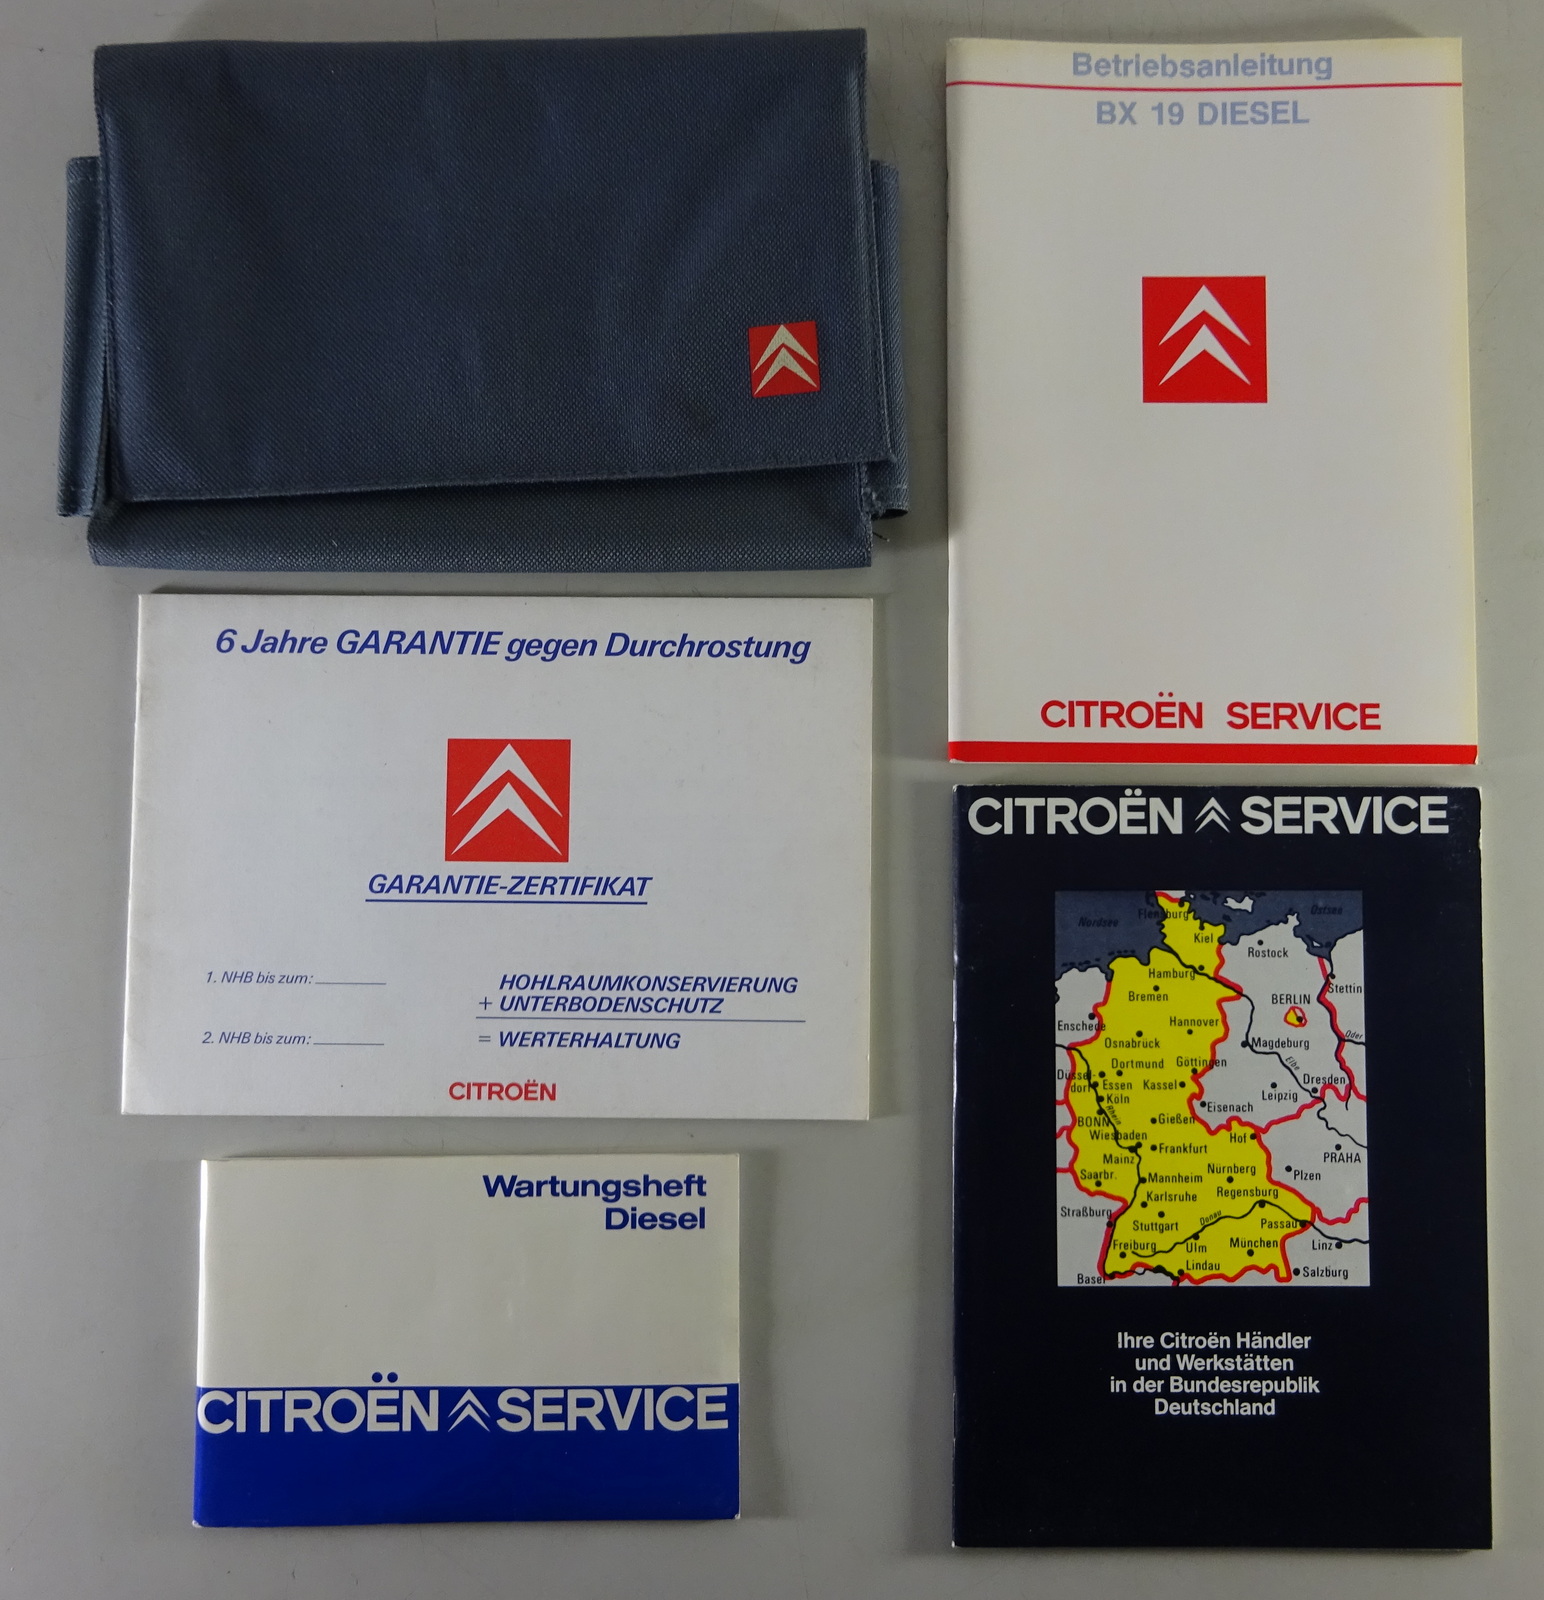 Betriebsanleitung
BX 19 DIESEL
CITROËN SERVICE
6 Jahre GARANTIE gegen Durchrostung
GARANTIE-ZERTIFIKAT
1. NHB bis zum:
HOHLRAUMKONSERVIERUNG
+ UNTERBODENSCHUTZ
2. NHB bis zum:
= WERTERHALTUNG
CITROËN
CITROËN SERVICE
Nordsee
Flensburg
Ostsee
Kiel
Rostock
Hamburg
Stettin
Bremen
BERLIN
Enschede
Hannover
Oder
Osnabrück
Magdeburg
Elbe
Dortmund
Göttingen
Düssel-
dorf
Essen
Kassel
Dresden
Köln
Leipzig
Rhein
Eisenach
BONN
Gießen
Wiesbaden
Hof
Frankfurt
PRAHA
Mainz
Nürnberg
Plzen
Saarbr.
Mannheim
Regensburg
Karlsruhe
Straßburg
Donau
Stuttgart
Passau
Freiburg
Ulm
München
Linz
Lindau
Basel
Salzburg
Ihre Citroën Händler
und Werkstätten
in der Bundesrepublik
Deutschland
Wartungsheft
Diesel
CITROËN SERVICE